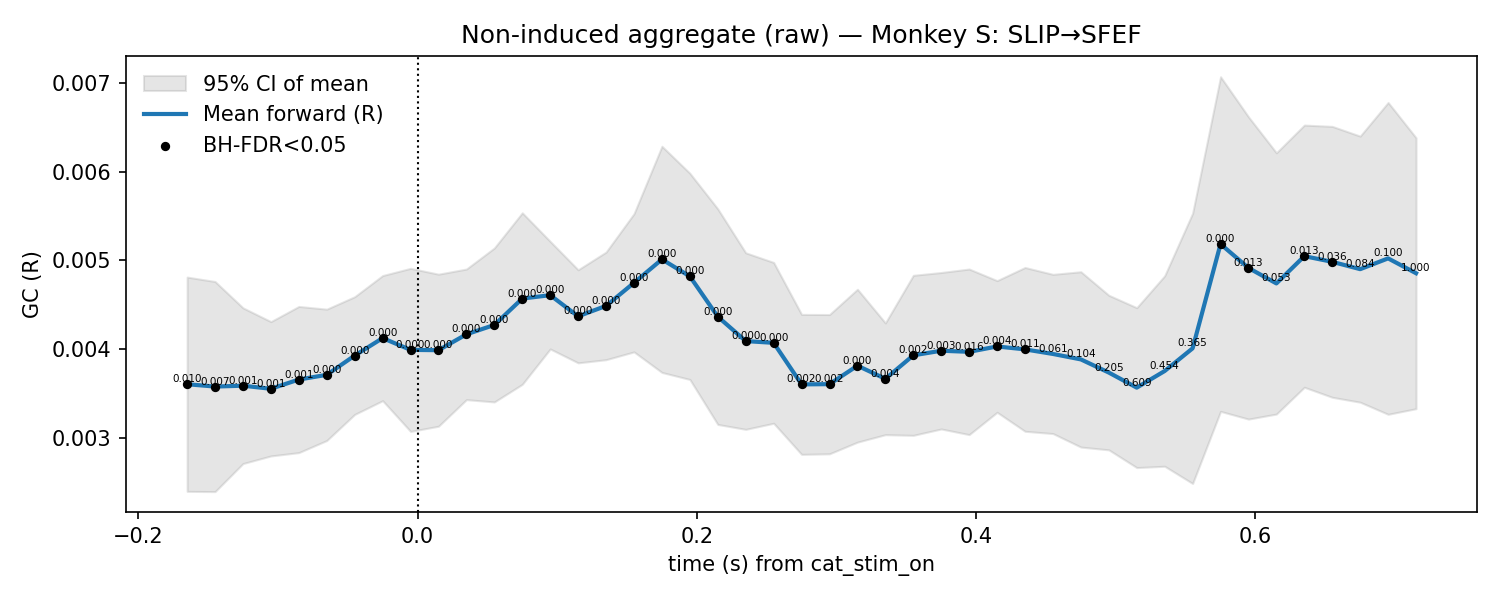 Non-induced aggregate (raw) — Monkey S: SLIP→SFEF
95% CI of mean
Mean forward (R)
BH-FDR<0.05
GC (R)
0.007
0.006
0.005
0.004
0.003
0.010 0.007 0.001 0.001 0.001 0.000 0.000 0.000 0.000 0.000 0.000 0.000 0.000 0.000 0.000 0.000 0.000 0.000 0.000 0.000 0.000 0.000 0.002 0.002 0.000 0.004 0.002 0.003 0.016 0.004 0.011 0.061 0.104 0.205 0.609 0.454 0.365 0.000 0.013 0.053 0.013 0.036 0.084 0.100 1.000
−0.2 0.0 0.2 0.4 0.6
time (s) from cat_stim_on